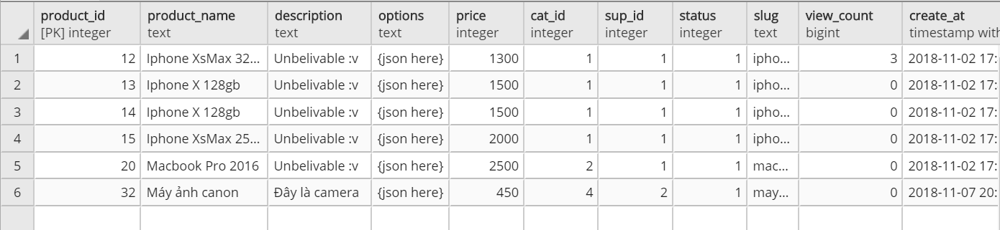 product_id product_name description options price cat_id sup_id status slug view_count create_at
[PK] integer text text text integer integer integer integer text bigint timestamp with
1 12 Iphone XsMax 32... Unbelivable :v {json here} 1300 1 1 1 ipho... 3 2018-11-02 17:
2 13 Iphone X 128gb Unbelivable :v {json here} 1500 1 1 1 ipho... 0 2018-11-02 17:
3 14 Iphone X 128gb Unbelivable :v {json here} 1500 1 1 1 ipho... 0 2018-11-02 17:
4 15 Iphone XsMax 25... Unbelivable :v {json here} 2000 1 1 1 ipho... 0 2018-11-02 17:
5 20 Macbook Pro 2016 Unbelivable :v {json here} 2500 2 1 1 mac... 0 2018-11-02 17:
6 32 Máy ảnh canon Đây là camera {json here} 450 4 2 1 may... 0 2018-11-07 20: